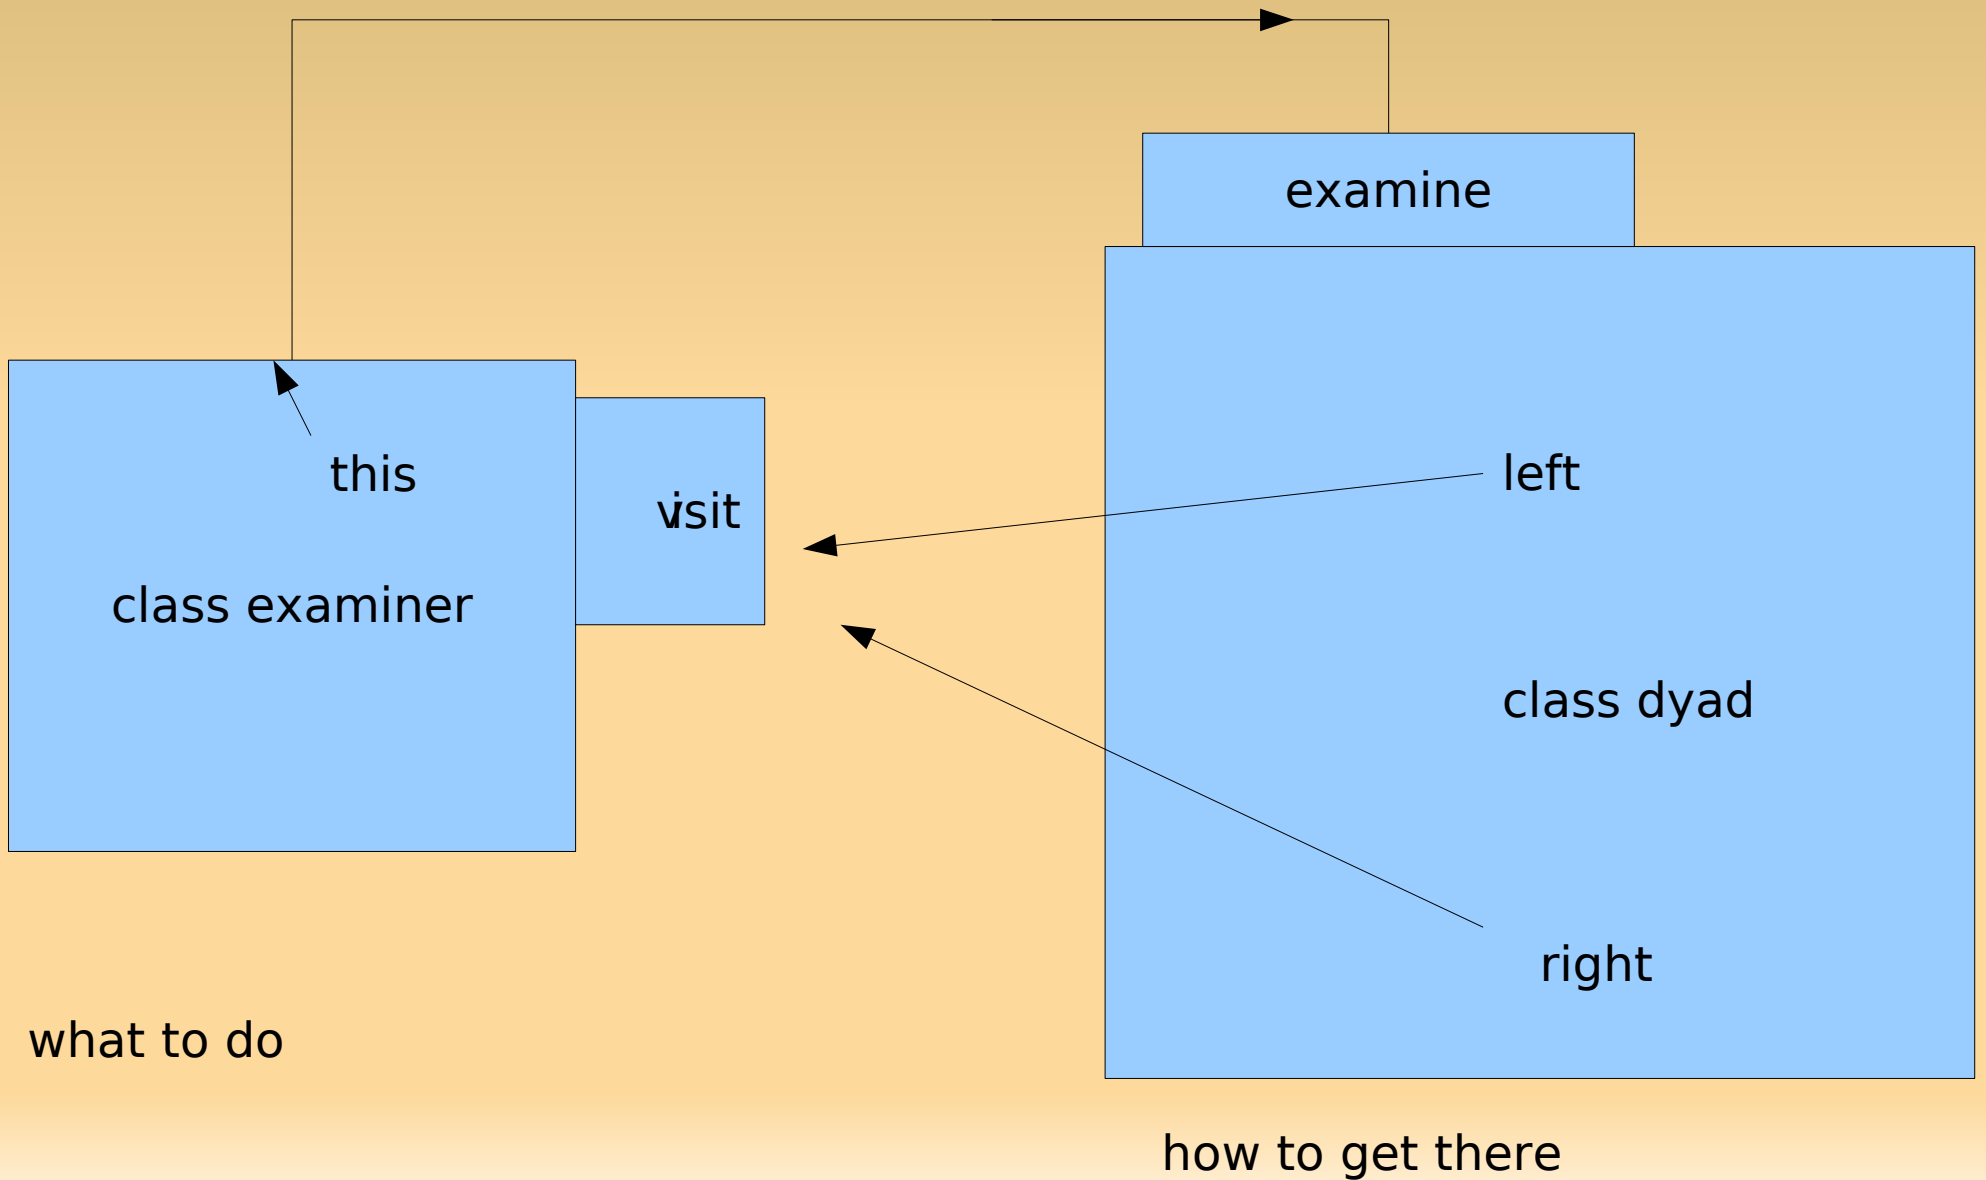 examine
this
left
visit
class examiner
class dyad
right
what to do
how to get there